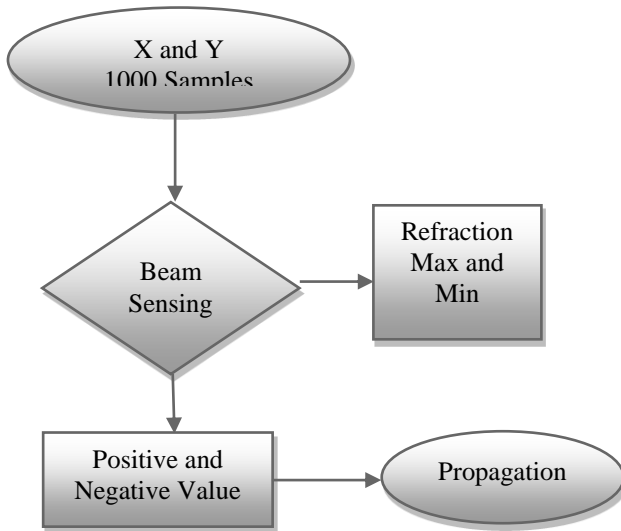 X and Y
1000 Samples
Beam
Sensing
Refraction
Max and
Min
Positive and
Negative Value
Propagation